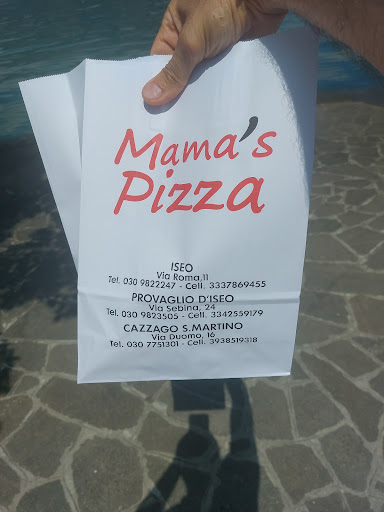 Mama's
Pizza
ISEO
Via Roma,11
Tel. 030 9822247 - Cell. 3337869455
PROVAGLIO D'ISEO
Via Sebina, 24
Tel. 030 9823505 - Cell. 3342559179
CAZZAGO S.MARTINO
Via Duomo, 16
Tel. 030 7751301 - Cell. 3938519318